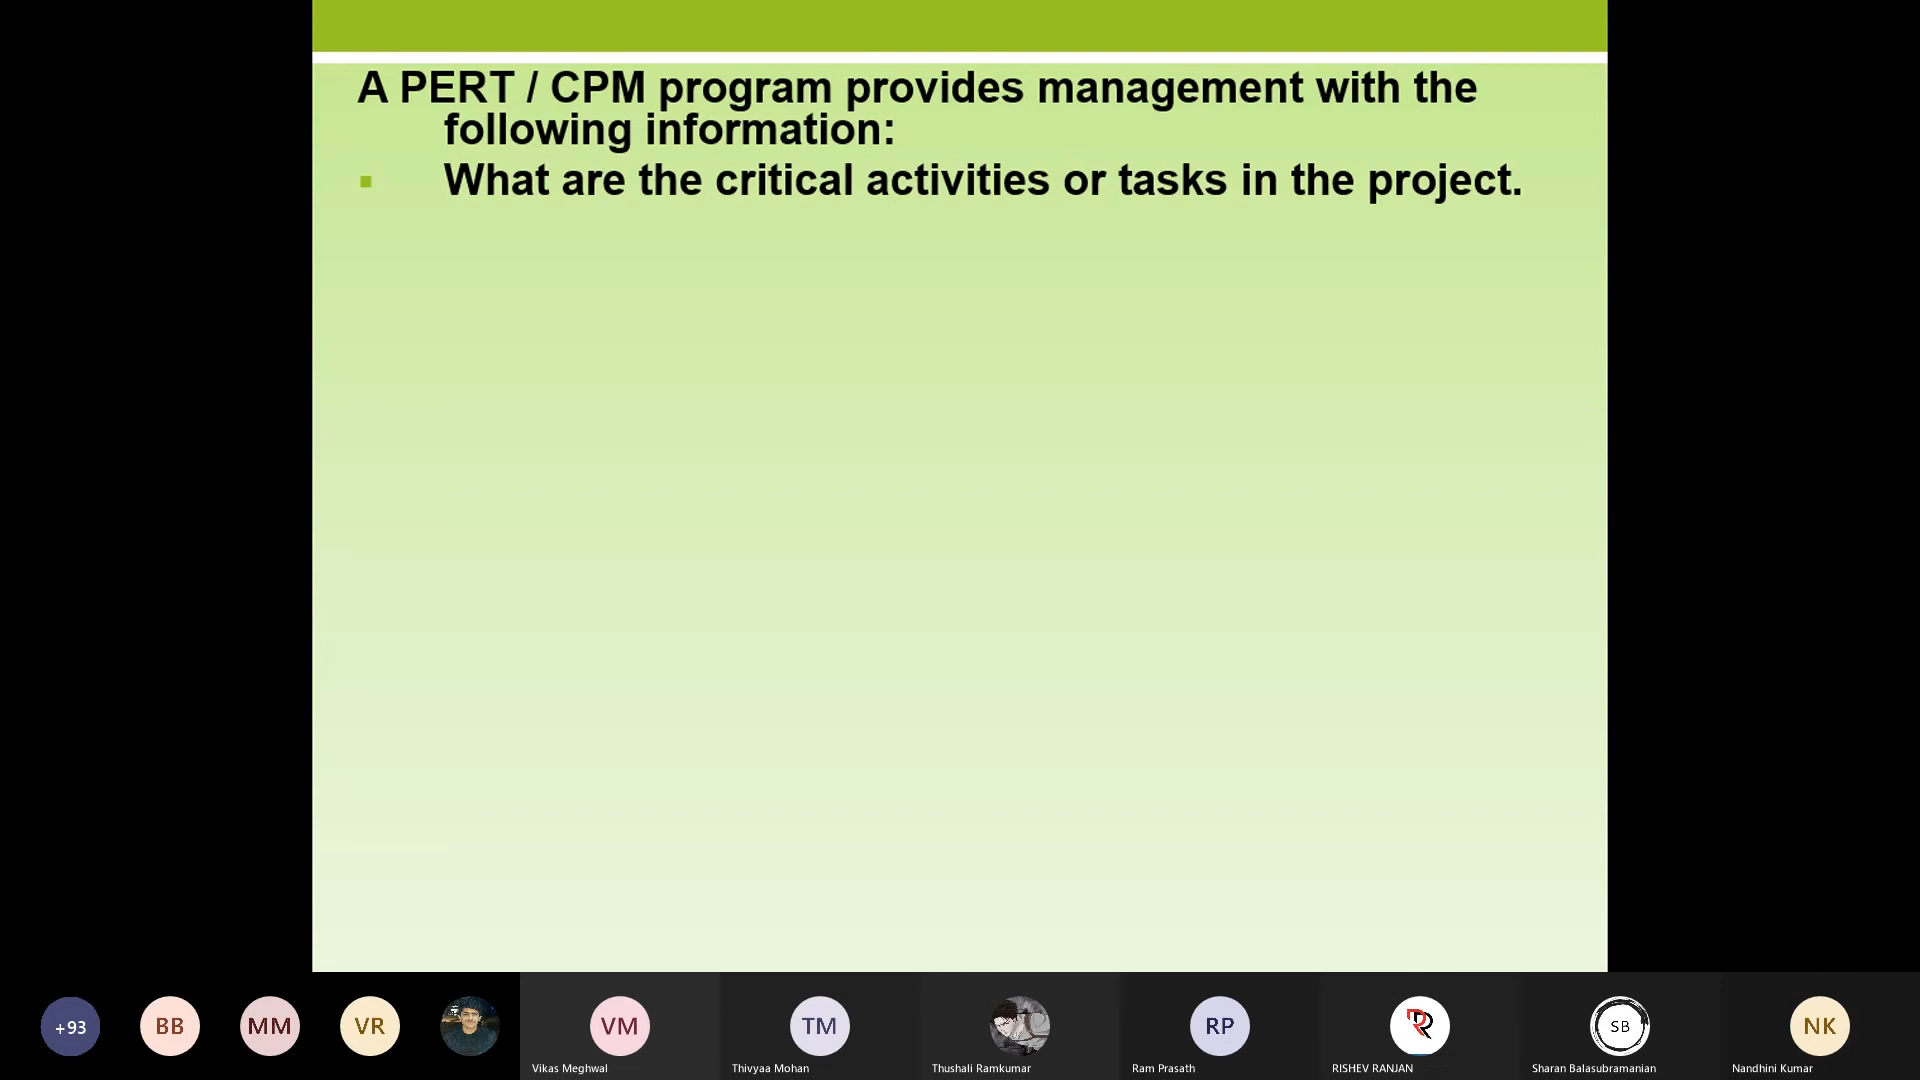 A PERT / CPM program provides management with the
following information:
▪ What are the critical activities or tasks in the project.
+93
BB
MM
VR
VM
TM
RP
SB
NK
Vikas Meghwal
Thivyaa Mohan
Thushali Ramkumar
Ram Prasath
RISHEV RANJAN
Sharan Balasubramanian
Nandhini Kumar